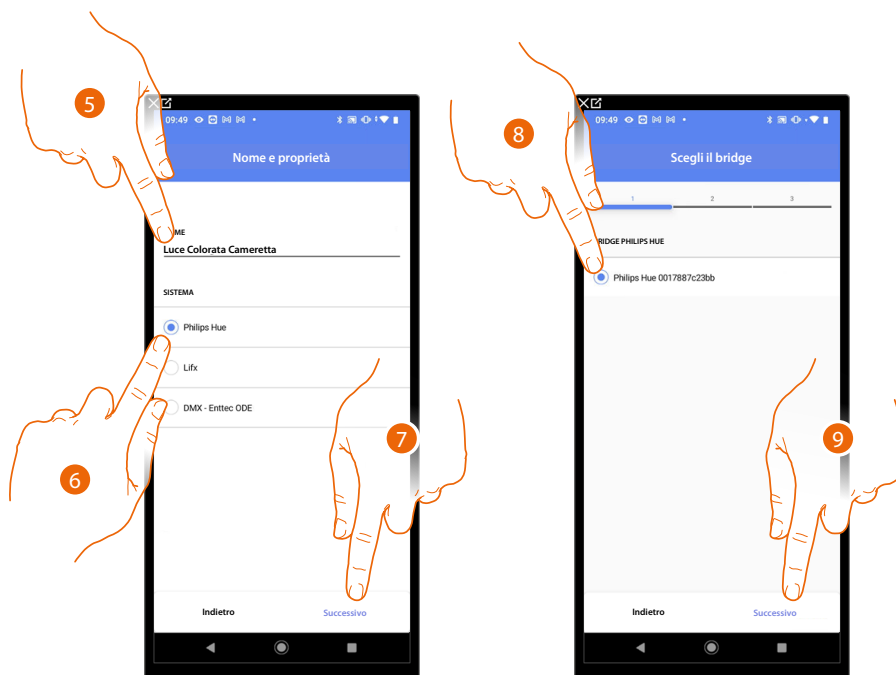 5
09:49
Nome e proprietà
ME
Luce Colorata Cameretta
SISTEMA
Philips Hue
Lifx
DMX - Enttec ODE
6
7
Indietro
Successivo
8
09:49
Scegli il bridge
1 2 3
RIDGE PHILIPS HUE
Philips Hue 0017887c23bb
9
Indietro
Successivo